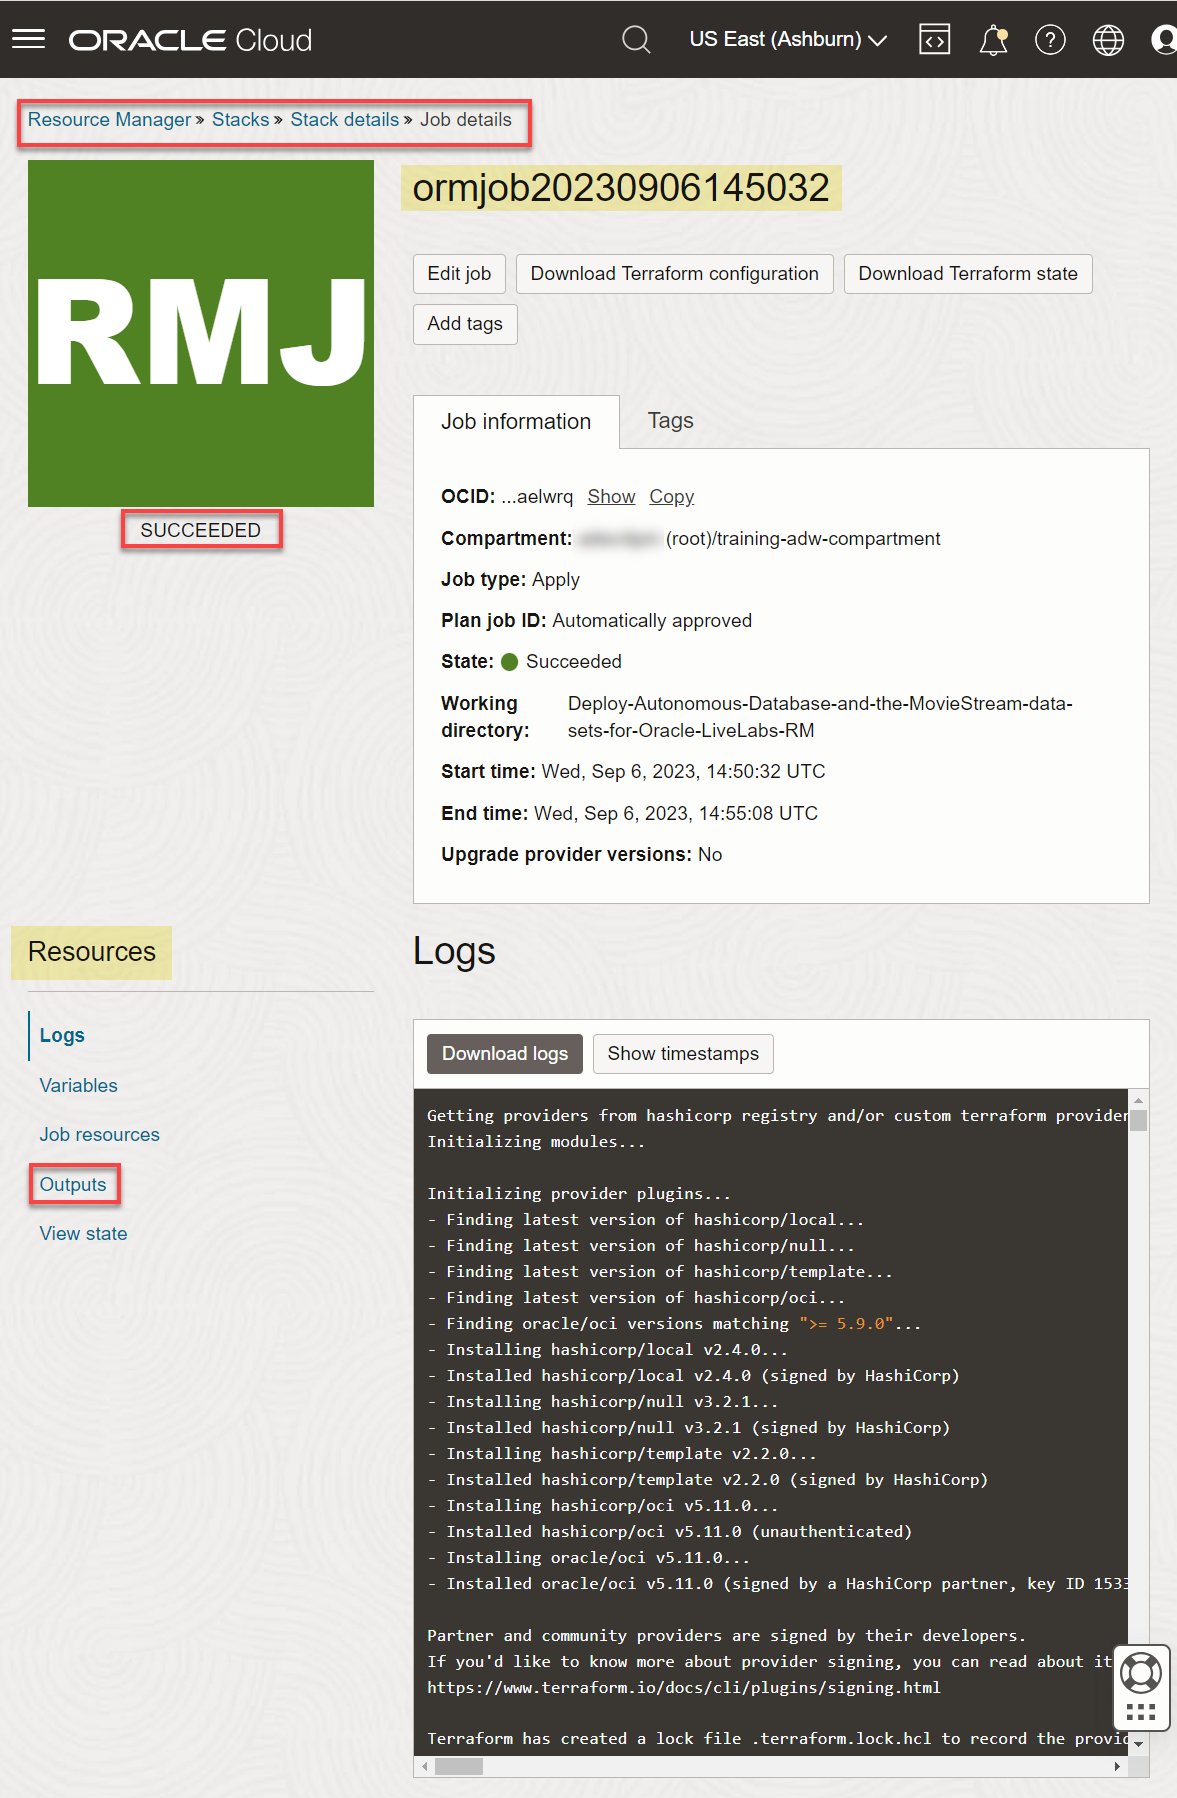 ORACLE Cloud
US East (Ashburn)
Resource Manager » Stacks » Stack details » Job details
RMJ
SUCCEEDED
ormjob20230906145032
Edit job
Download Terraform configuration
Download Terraform state
Add tags
Job information
Tags
OCID: ...aelwrq Show Copy
Compartment: (root)/training-adw-compartment
Job type: Apply
Plan job ID: Automatically approved
State: Succeeded
Working directory: Deploy-Autonomous-Database-and-the-MovieStream-data-
sets-for-Oracle-LiveLabs-RM
Start time: Wed, Sep 6, 2023, 14:50:32 UTC
End time: Wed, Sep 6, 2023, 14:55:08 UTC
Upgrade provider versions: No
Resources
Logs
Variables
Job resources
Outputs
View state
Logs
Download logs
Show timestamps
Getting providers from hashicorp registry and/or custom terraform provider
Initializing modules...
Initializing provider plugins...
- Finding latest version of hashicorp/local...
- Finding latest version of hashicorp/null...
- Finding latest version of hashicorp/template...
- Finding latest version of hashicorp/oci...
- Finding oracle/oci versions matching ">= 5.9.0"...
- Installing hashicorp/local v2.4.0...
- Installed hashicorp/local v2.4.0 (signed by HashiCorp)
- Installing hashicorp/null v3.2.1...
- Installed hashicorp/null v3.2.1 (signed by HashiCorp)
- Installing hashicorp/template v2.2.0...
- Installed hashicorp/template v2.2.0 (signed by HashiCorp)
- Installing hashicorp/oci v5.11.0...
- Installed hashicorp/oci v5.11.0 (unauthenticated)
- Installing oracle/oci v5.11.0...
- Installed oracle/oci v5.11.0 (signed by a HashiCorp partner, key ID 1533
Partner and community providers are signed by their developers.
If you'd like to know more about provider signing, you can read about it
https://www.terraform.io/docs/cli/plugins/signing.html
Terraform has created a lock file .terraform.lock.hcl to record the provid